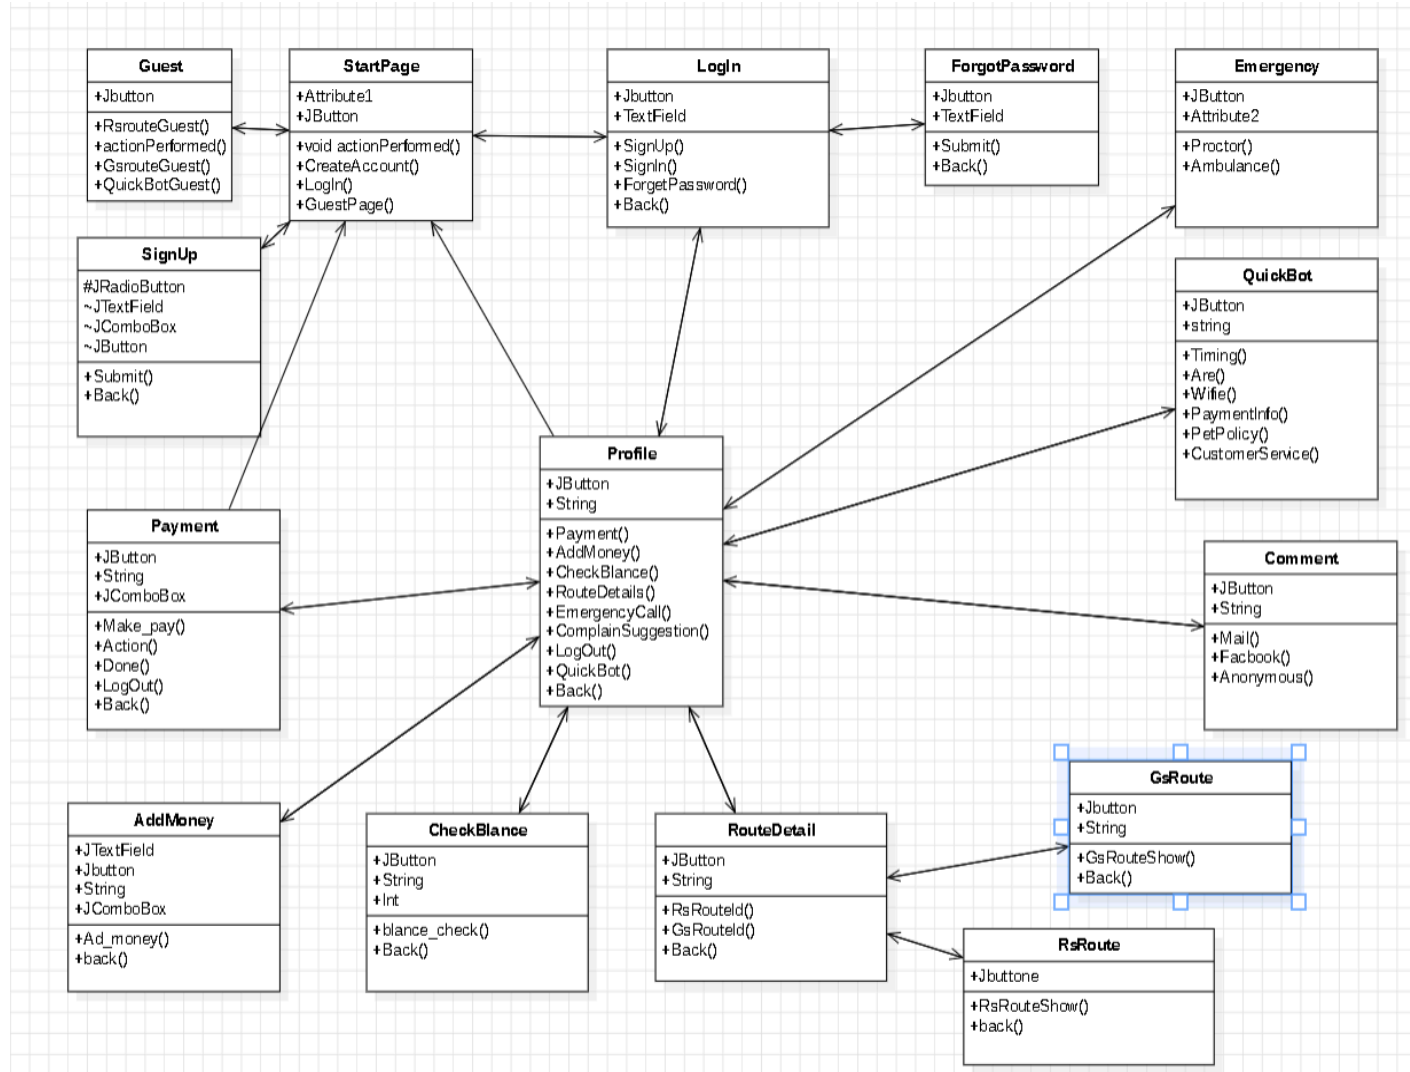 Guest
+Jbutton
+RsrouteGuest()
+actionPerformed()
+GsrouteGuest()
+QuickBotGuest()
StartPage
+Attribute1
+JButton
+void actionPerformed()
+CreateAccount()
+LogIn()
+GuestPage()
LogIn
+Jbutton
+TextField
+SignUp()
+SignIn()
+ForgetPassword()
+Back()
ForgotPassword
+Jbutton
+TextField
+Submit()
+Back()
Emergency
+JButton
+Attribute2
+Proctor()
+Ambulance()
SignUp
#JRadioButton
~JTextField
~JComboBox
~JButton
+Submit()
+Back()
QuickBot
+JButton
+string
+Timing()
+Are()
+Wifie()
+PaymentInfo()
+PetPolicy()
+CustomerService()
Profile
+JButton
+String
+Payment()
+AddMoney()
+CheckBlance()
+RouteDetails()
+EmergencyCall()
+ComplainSuggestion()
+LogOut()
+QuickBot()
+Back()
Payment
+JButton
+String
+JComboBox
+Make_pay()
+Action()
+Done()
+LogOut()
+Back()
Comment
+JButton
+String
+Mail()
+Facbook()
+Anonymous()
AddMoney
+JTextField
+Jbutton
+String
+JComboBox
+Ad_money()
+back()
CheckBlance
+JButton
+String
+Int
+blance_check()
+Back()
RouteDetail
+JButton
+String
+RsRouteId()
+GsRouteId()
+Back()
GsRoute
+Jbutton
+String
+GsRouteShow()
+Back()
RsRoute
+Jbuttone
+RsRouteShow()
+back()